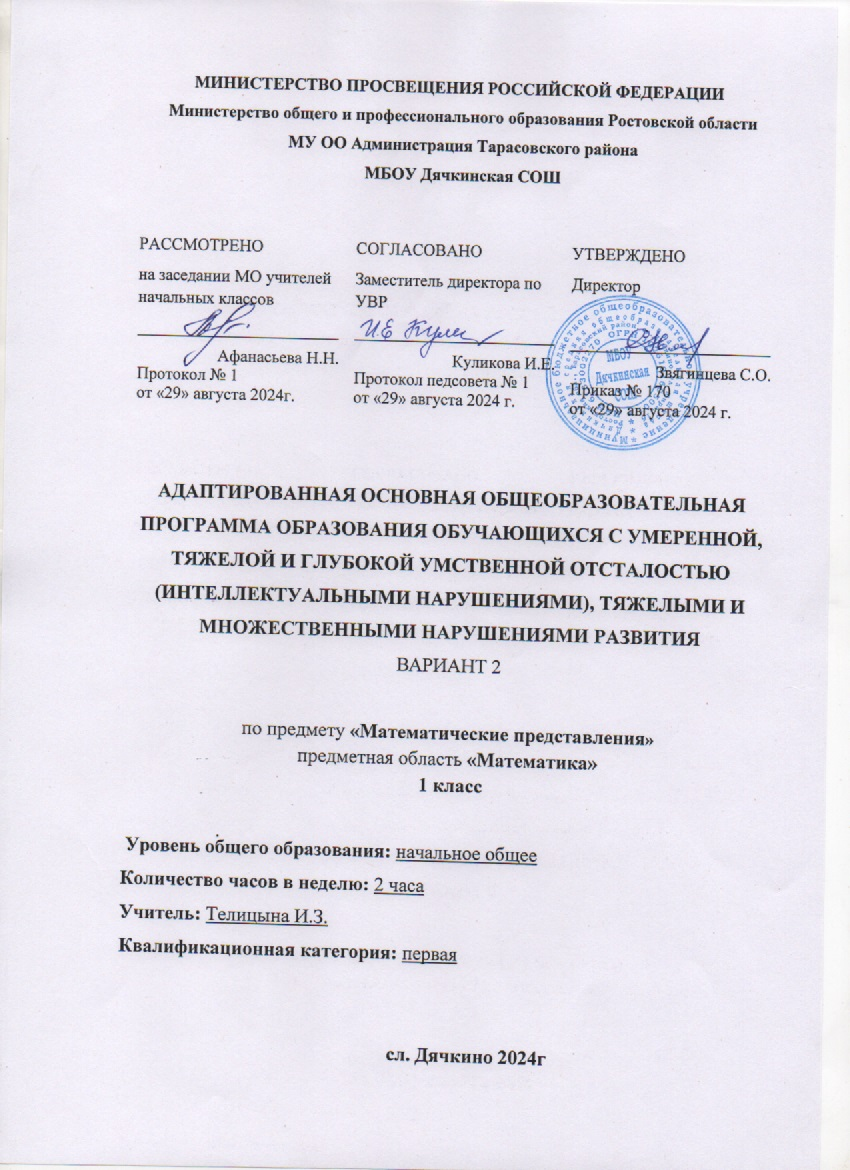 МИНИСТЕРСТВО ПРОСВЕЩЕНИЯ РОССИЙСКОЙ ФЕДЕРАЦИИ
Министерство общего и профессионального образования Ростовской области
МУ ОО Администрация Тарасовского района
МБОУ Дячкинская СОШ
РАССМОТРЕНО
на заседании МО учителей
начальных классов
Афанасьева Н.Н.
Протокол № 1
от «29» августа 2024г.
СОГЛАСОВАНО
Заместитель директора по
УВР
Куликова И.Е.
Протокол педсовета № 1
от «29» августа 2024 г.
УТВЕРЖДЕНО
Директор
Звягинцева С.О.
Приказ № 170
от «29» августа 2024 г.
МБОУ
Дячкинская
СОШ
АДАПТИРОВАННАЯ ОСНОВНАЯ ОБЩЕОБРАЗОВАТЕЛЬНАЯ
ПРОГРАММА ОБРАЗОВАНИЯ ОБУЧАЮЩИХСЯ С УМЕРЕННОЙ,
ТЯЖЕЛОЙ И ГЛУБОКОЙ УМСТВЕННОЙ ОТСТАЛОСТЬЮ
(ИНТЕЛЛЕКТУАЛЬНЫМИ НАРУШЕНИЯМИ), ТЯЖЕЛЫМИ И
МНОЖЕСТВЕННЫМИ НАРУШЕНИЯМИ РАЗВИТИЯ
ВАРИАНТ 2
по предмету «Математические представления»
предметная область «Математика»
1 класс
Уровень общего образования: начальное общее
Количество часов в неделю: 2 часа
Учитель: Телицына И.З.
Квалификационная категория: первая
сл. Дячкино 2024г